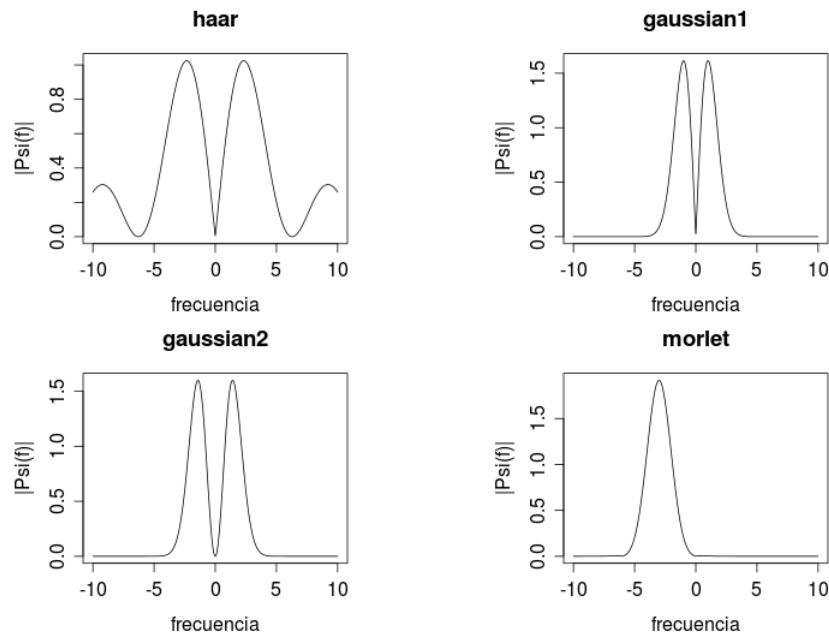 haar
|Psi(f)|
0.0 0.4 0.8
-10 -5 0 5 10
frecuencia
gaussian1
|Psi(f)|
0.0 0.5 1.0 1.5
-10 -5 0 5 10
frecuencia
gaussian2
|Psi(f)|
0.0 0.5 1.0 1.5
-10 -5 0 5 10
frecuencia
morlet
|Psi(f)|
0.0 0.5 1.0 1.5
-10 -5 0 5 10
frecuencia